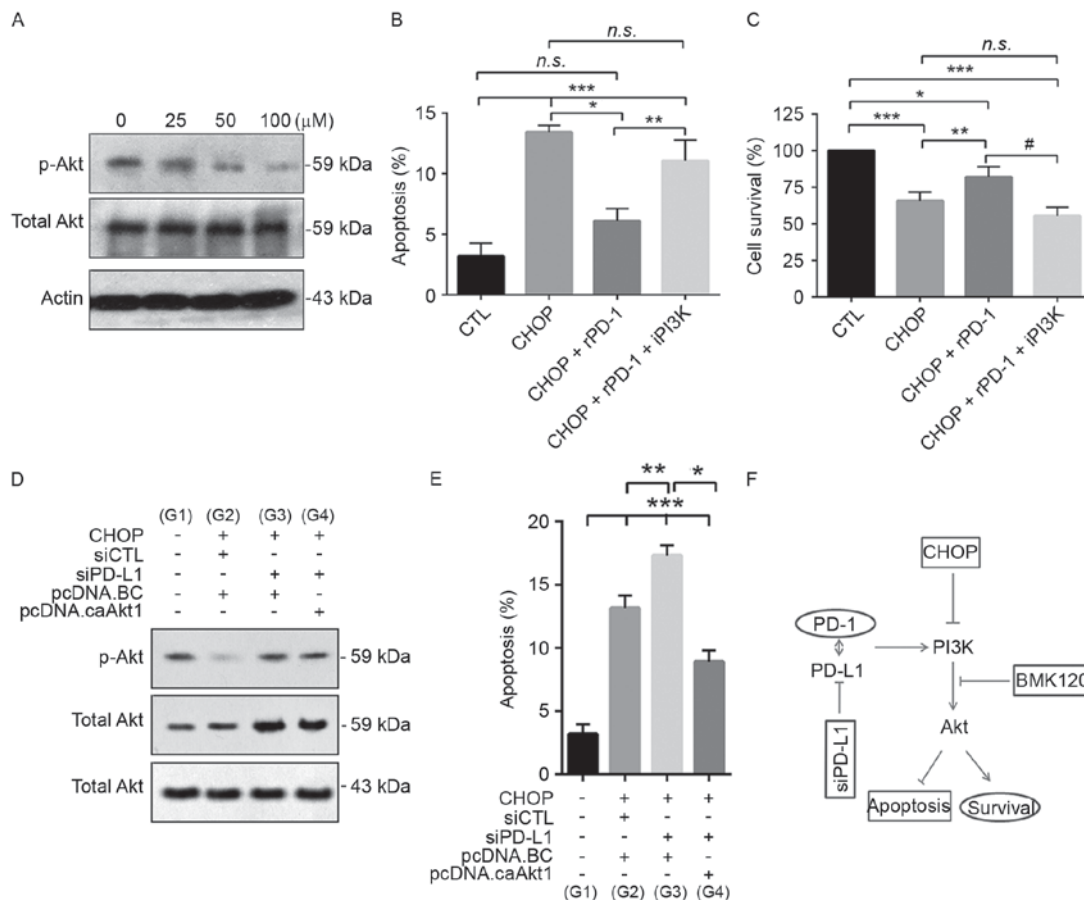 A
0 25 50 100 (μM)
p-Akt
59 kDa
Total Akt
59 kDa
Actin
43 kDa
B
n.s.
n.s.
***
*
**
Apoptosis (%)
15
10
5
0
CTL
CHOP
CHOP + rPD-1
CHOP + rPD-1 + iPI3K
C
n.s.
***
*
*** ** #
Cell survival (%)
125
100
75
50
25
0
CTL
CHOP
CHOP + rPD-1
CHOP + rPD-1 + iPI3K
D
(G1) (G2) (G3) (G4)
CHOP - + + +
siCTL - + - -
siPD-L1 - - + +
pcDNA.BC - + + -
pcDNA.caAkt1 - - - +
p-Akt
- 59 kDa
Total Akt
- 59 kDa
Total Akt
- 43 kDa
E
** *
***
Apoptosis (%)
20
15
10
5
0
CHOP - + + +
siCTL - + - -
siPD-L1 - - + +
pcDNA.BC - + + -
pcDNA.caAkt1 - - - +
(G1) (G2) (G3) (G4)
F
CHOP
PD-1
PI3K
PD-L1
BMK120
siPD-L1
Akt
Apoptosis
Survival